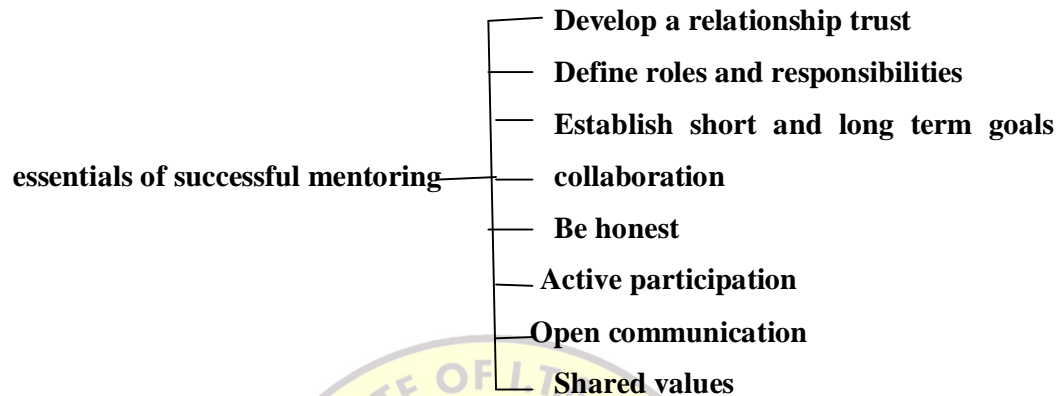 Develop a relationship trust
Define roles and responsibilities
Establish short and long term goals
essentials of successful mentoring
collaboration
Be honest
Active participation
Open communication
OF I.T
Shared values